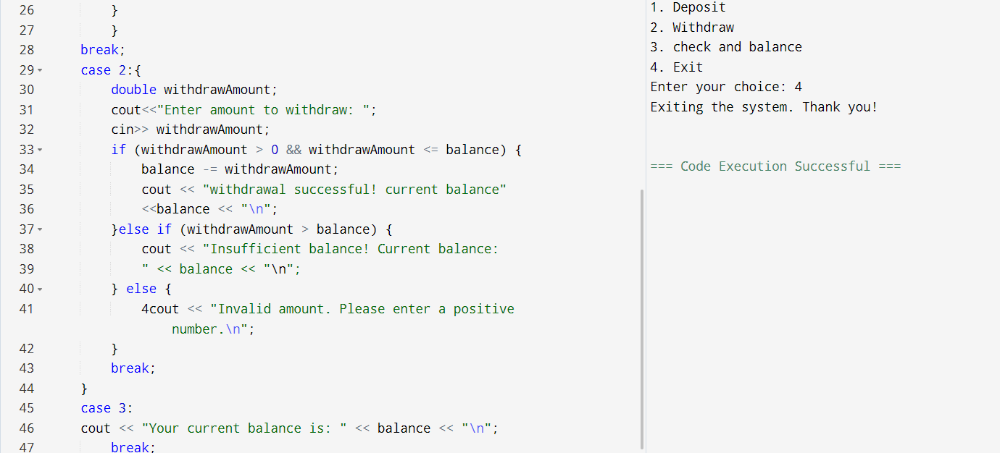 26 }
27 }
28 break;
29 case 2:{
30 double withdrawAmount;
31 cout<<"Enter amount to withdraw: ";
32 cin>> withdrawAmount;
33 if (withdrawAmount > 0 && withdrawAmount <= balance) {
34 balance -= withdrawAmount;
35 cout << "withdrawal successful! current balance"
36 <<balance << "\n";
37 }else if (withdrawAmount > balance) {
38 cout << "Insufficient balance! Current balance:
39 " << balance << "\n";
40 } else {
41 4cout << "Invalid amount. Please enter a positive
number.\n";
42 }
43 break;
44 }
45 case 3:
46 cout << "Your current balance is: " << balance << "\n";
47 break;
1. Deposit
2. Withdraw
3. check and balance
4. Exit
Enter your choice: 4
Exiting the system. Thank you!
=== Code Execution Successful ===